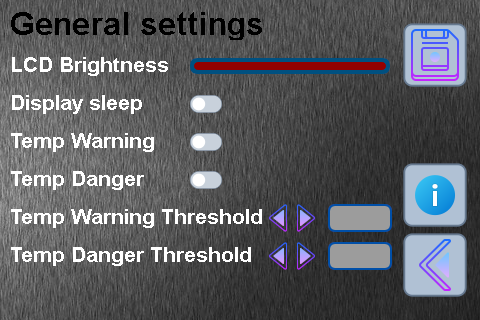 General settings
LCD Brightness
Display sleep
Temp Warning
Temp Danger
Temp Warning Threshold
Temp Danger Threshold
i